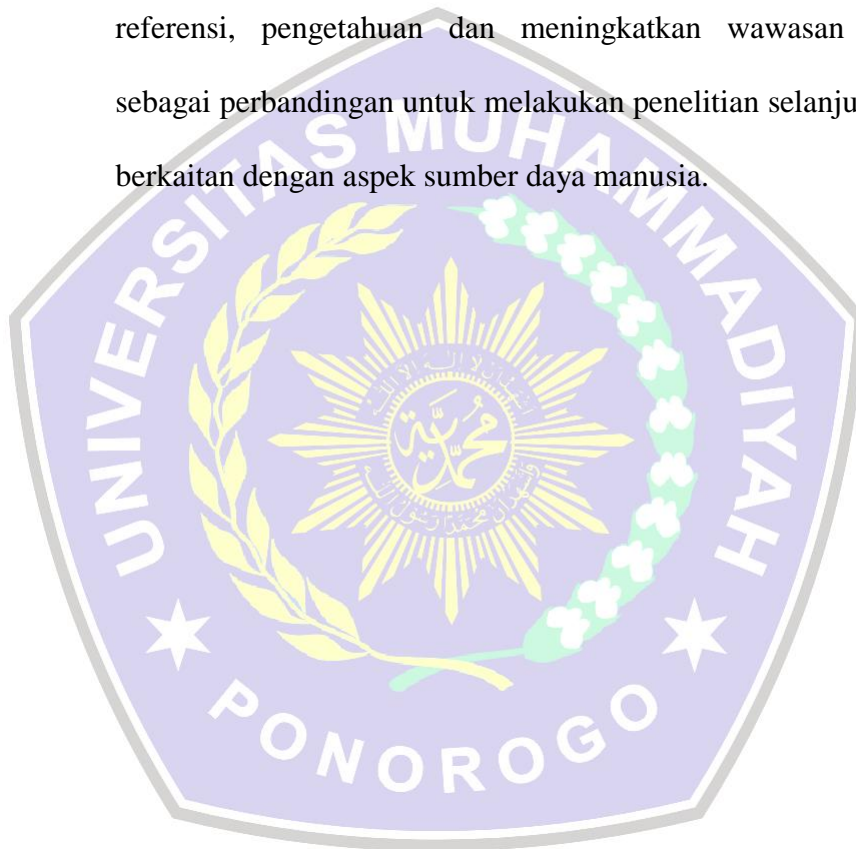 referensi, pengetahuan dan meningkatkan wawasan
sebagai perbandingan untuk melakukan penelitian selanju
berkaitan dengan aspek sumber daya manusia.
UNIVERSITAS MUHAMMADIYAH
محمدية
PONOROGO